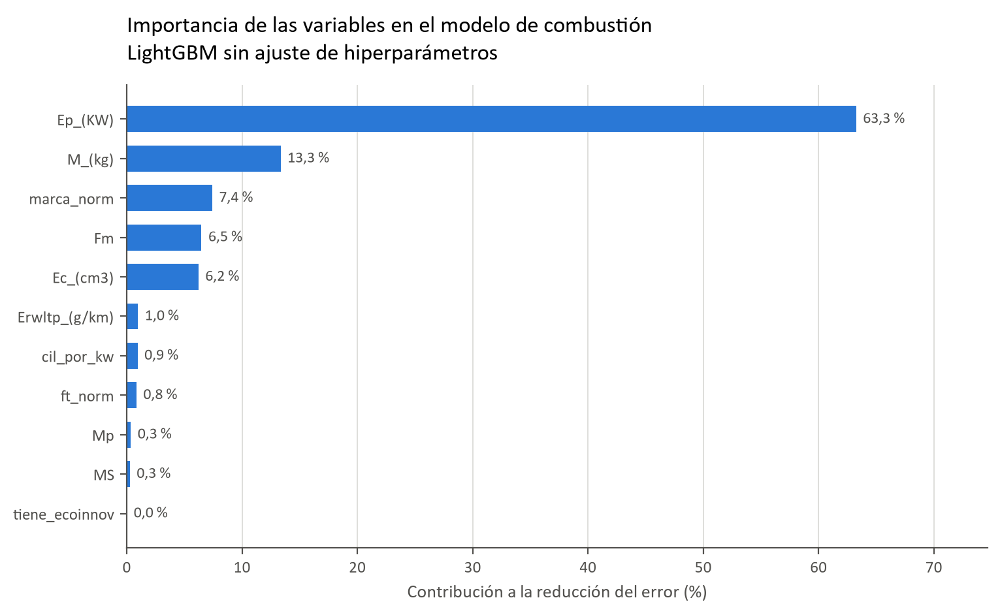 Importancia de las variables en el modelo de combustión
LightGBM sin ajuste de hiperparámetros
Ep_(KW) 63,3 %
M_(kg) 13,3 %
marca_norm 7,4 %
Fm 6,5 %
Ec_(cm3) 6,2 %
Erwltp_(g/km) 1,0 %
cil_por_kw 0,9 %
ft_norm 0,8 %
Mp 0,3 %
MS 0,3 %
tiene_ecoinnov 0,0 %
0 10 20 30 40 50 60 70
Contribución a la reducción del error (%)